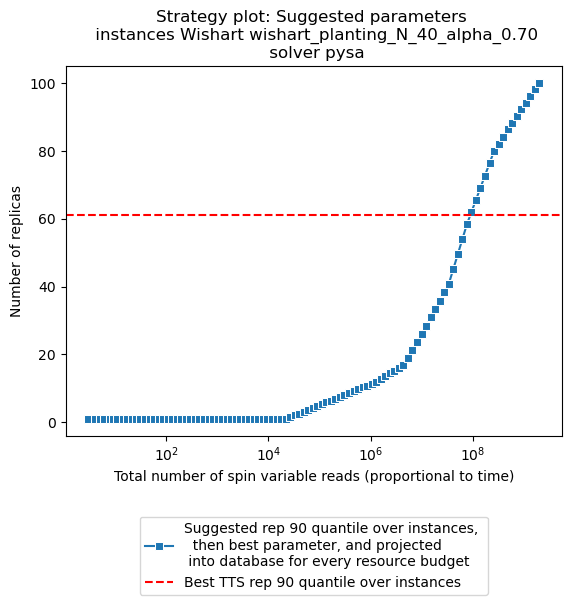 Strategy plot: Suggested parameters
instances Wishart wishart_planting_N_40_alpha_0.70
solver pysa
100
80
60
40
20
0
Number of replicas
10^2
10^4
10^6
10^8
Total number of spin variable reads (proportional to time)
Suggested rep 90 quantile over instances,
then best parameter, and projected
into database for every resource budget
Best TTS rep 90 quantile over instances